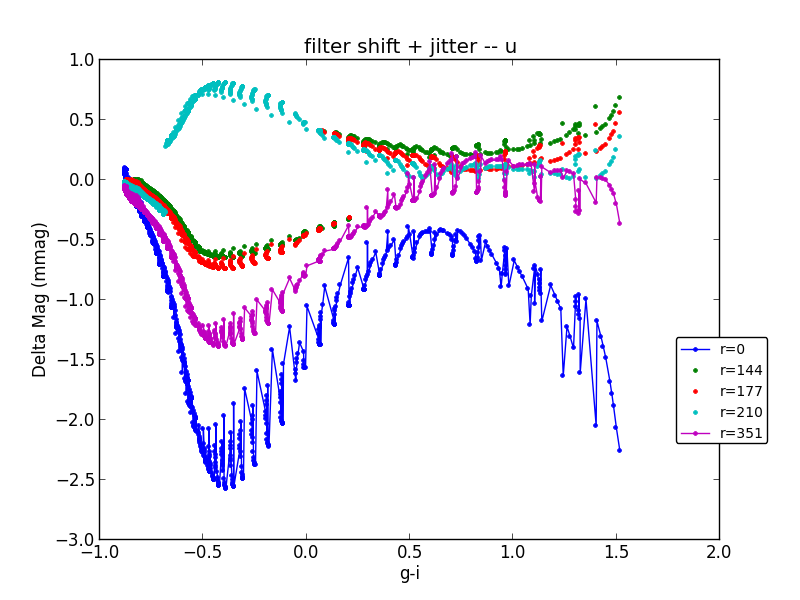 filter shift + jitter -- u
1.0
0.5
0.0
−0.5
−1.0
−1.5
−2.0
−2.5
−3.0
Delta Mag (mmag)
r=0
r=144
r=177
r=210
r=351
−1.0 −0.5 0.0 0.5 1.0 1.5 2.0
g-i